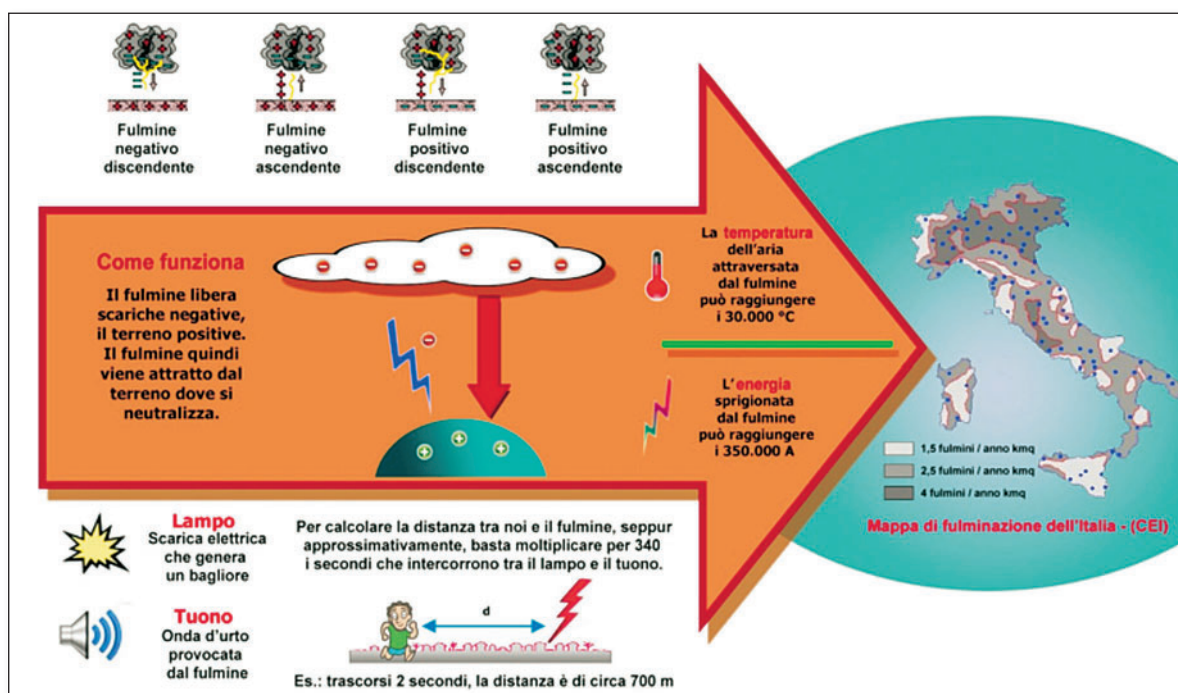 Fulmine
negativo
discendente
Fulmine
negativo
ascendente
Fulmine
positivo
discendente
Fulmine
positivo
ascendente
Come funziona
Il fulmine libera
scariche negative,
il terreno positive.
Il fulmine quindi
viene attratto dal
terreno dove si
neutralizza.
La temperatura
dell'aria
attraversata
dal fulmine
può raggiungere
i 30.000 °C
L'energia
sprigionata
dal fulmine
può raggiungere
i 350.000 A
1,5 fulmini / anno kmq
2,5 fulmini / anno kmq
4 fulmini / anno kmq
Mappa di fulminazione dell'Italia - (CEI)
Lampo
Scarica elettrica
che genera
un bagliore
Tuono
Onda d'urto
provocata
dal fulmine
Per calcolare la distanza tra noi e il fulmine, seppur
approssimativamente, basta moltiplicare per 340
i secondi che intercorrono tra il lampo e il tuono.
d
Es.: trascorsi 2 secondi, la distanza è di circa 700 m